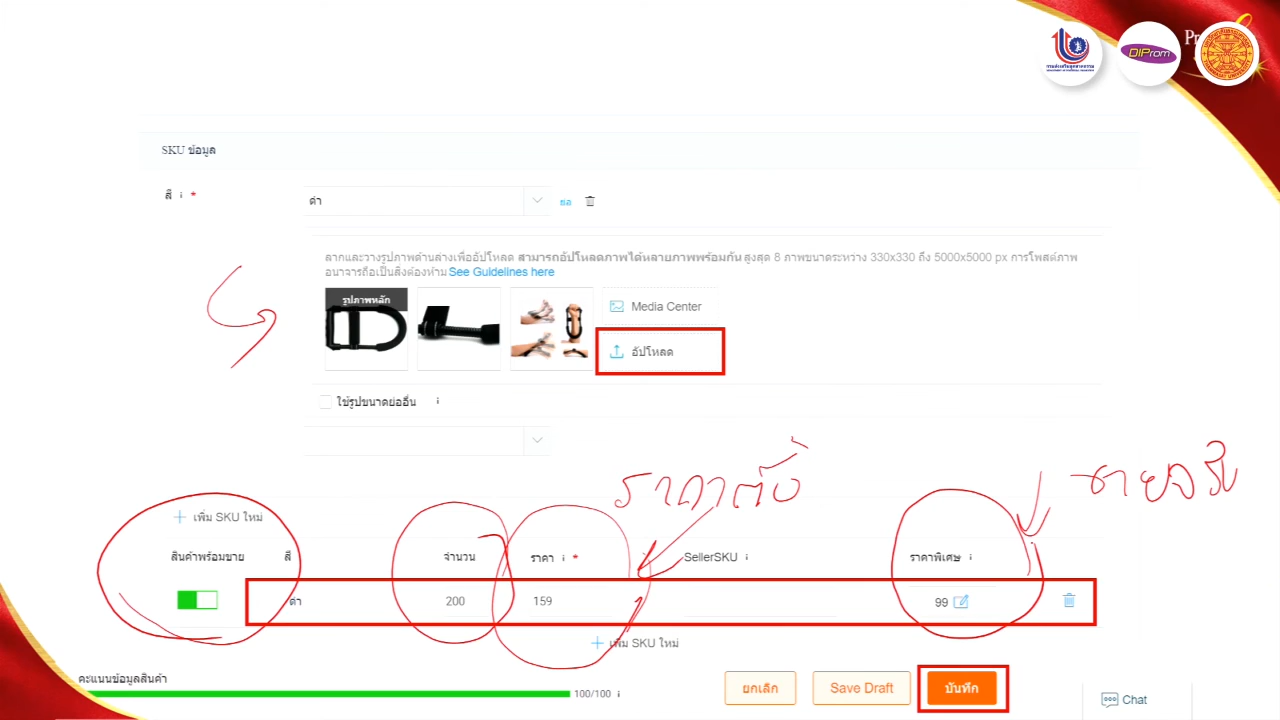 DIProm
SKU ข้อมูล
สี i *
ดำ
ลากและวางรูปภาพด้านล่างเพื่ออัปโหลด สามารถอัปโหลดภาพได้หลายภาพพร้อมกัน สูงสุด 8 ภาพขนาดระหว่าง 330x330 ถึง 5000x5000 px การโพสต์ภาพ
อนาจารถือเป็นสิ่งต้องห้าม See Guidelines here
รูปภาพหลัก
Media Center
อัปโหลด
ใช้รูปขนาดย่ออื่น i
ราคาตั้ง
ขายจริง
+ เพิ่ม SKU ใหม่
สินค้าพร้อมขาย สี จำนวน ราคา i * SellerSKU i ราคาพิเศษ i
ดำ 200 159 99
+ เพิ่ม SKU ใหม่
คะแนนข้อมูลสินค้า
100/100 i
ยกเลิก Save Draft บันทึก
Chat